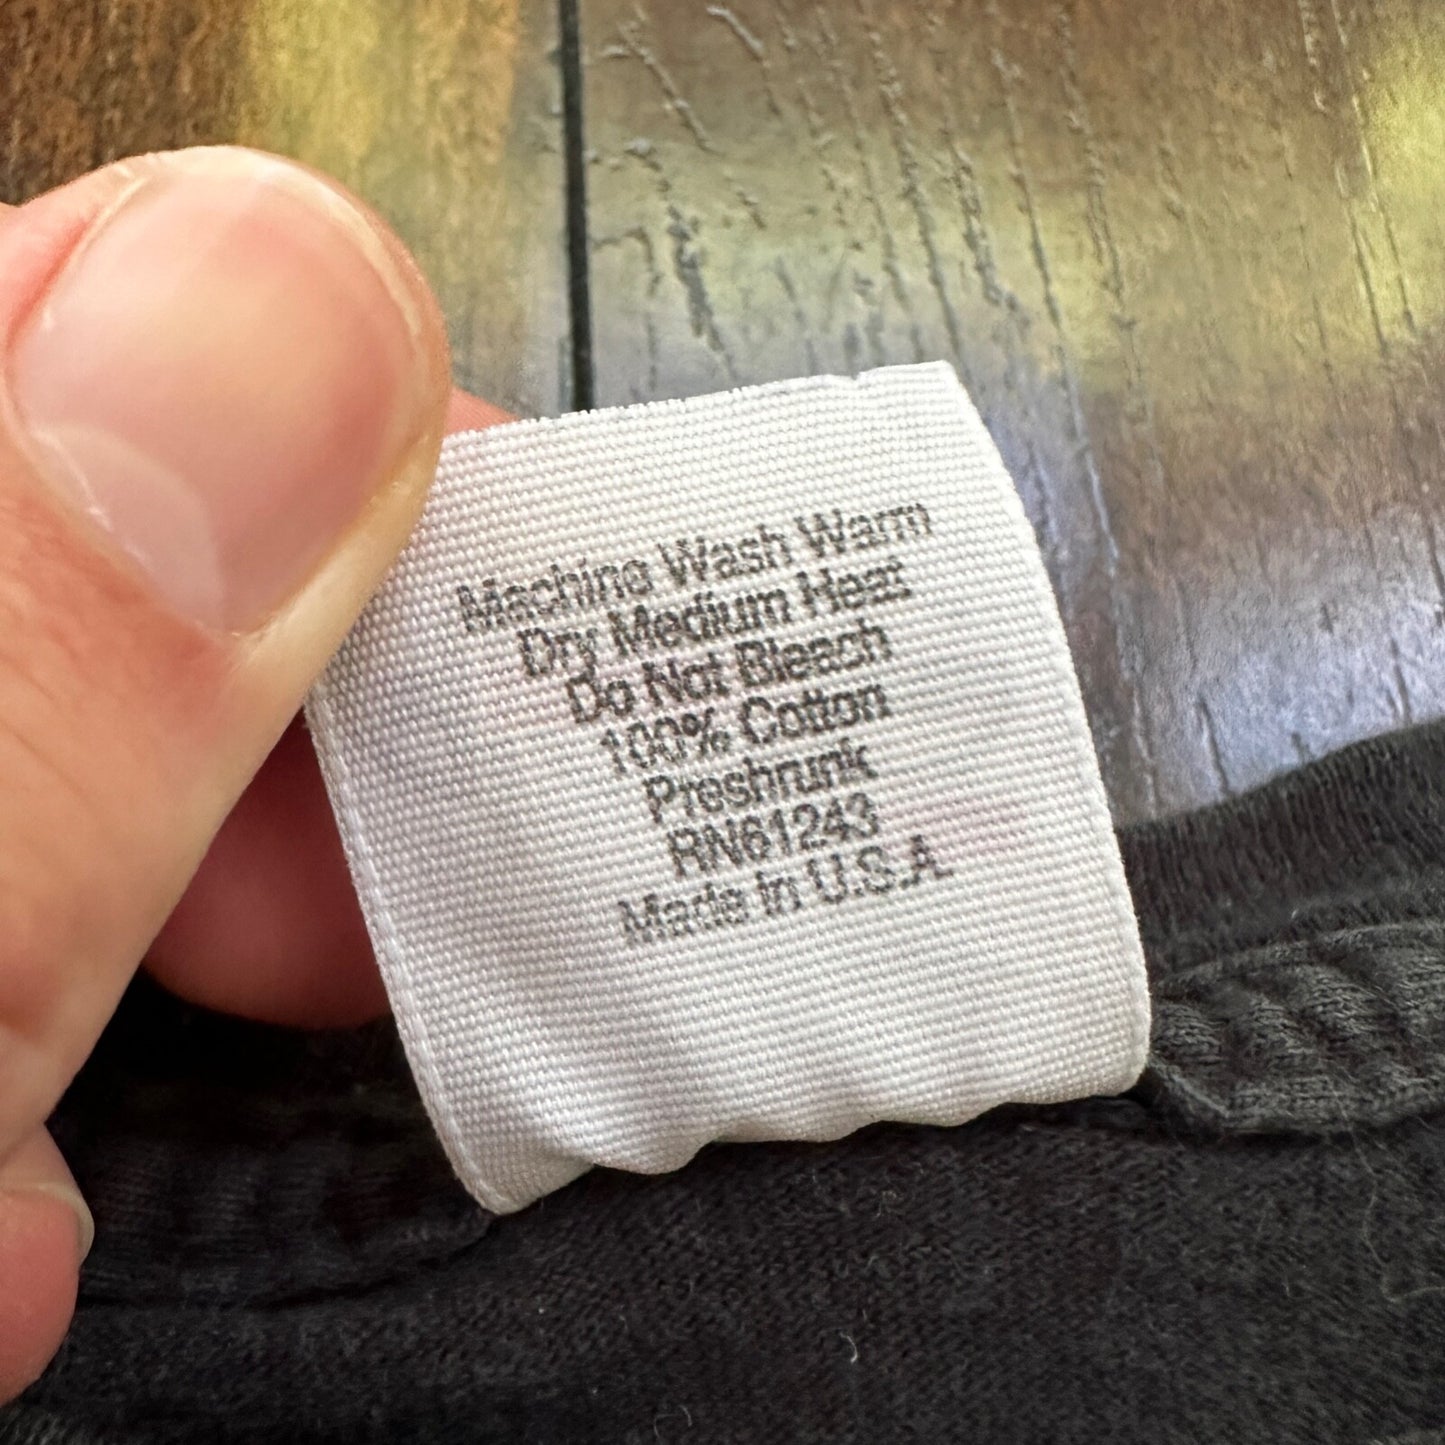 Machine Wash Warm
Dry Medium Heat
Do Not Bleach
100% Cotton
Preshrunk
RN61243
Made in U.S.A.